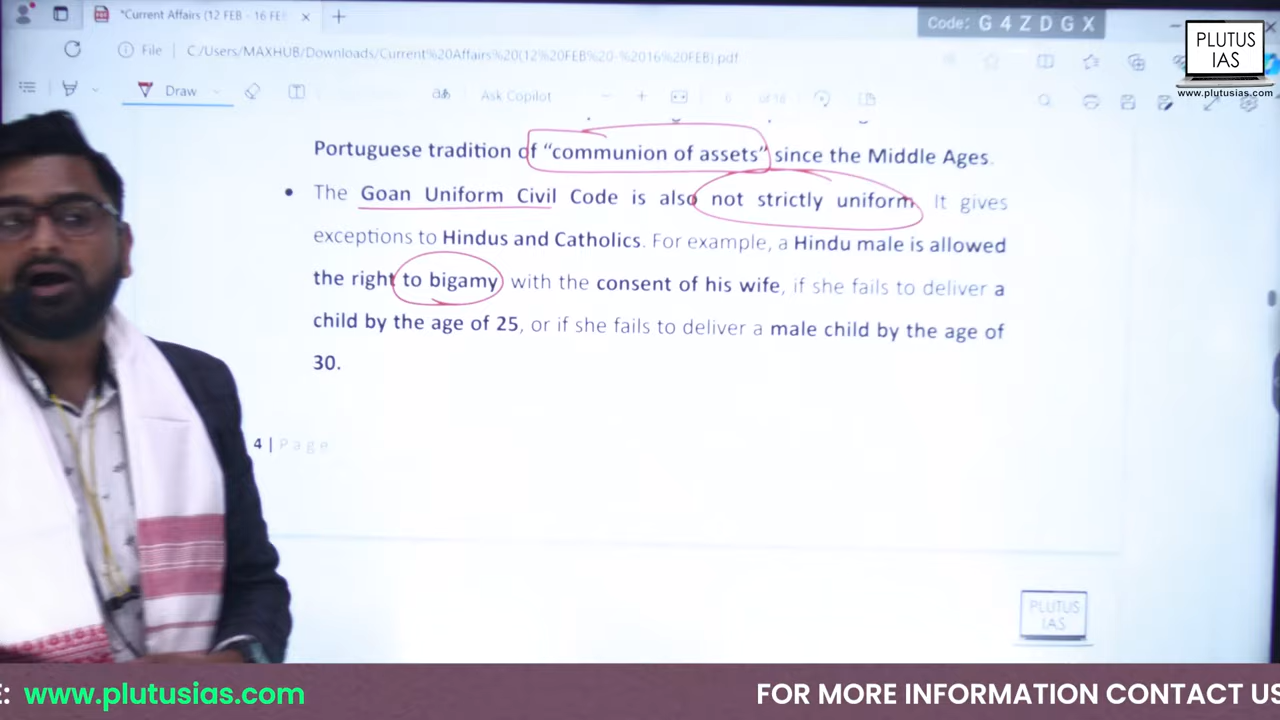 *Current Affairs (12 FEB - 16 FE
Code: G 4 Z D G X
File | C:/Users/MAXHUB/Downloads/Current%20Affairs%20(12%20FEB%20-%2016%20FEB).pdf
Draw
Ask Copilot
6 of 16
PLUTUS
IAS
www.plutusias.com
Portuguese tradition of “communion of assets” since the Middle Ages.
• The Goan Uniform Civil Code is also not strictly uniform. It gives
exceptions to Hindus and Catholics. For example, a Hindu male is allowed
the right to bigamy with the consent of his wife, if she fails to deliver a
child by the age of 25, or if she fails to deliver a male child by the age of
30.
4 | Page
PLUTUS
IAS
E: www.plutusias.com
FOR MORE INFORMATION CONTACT US